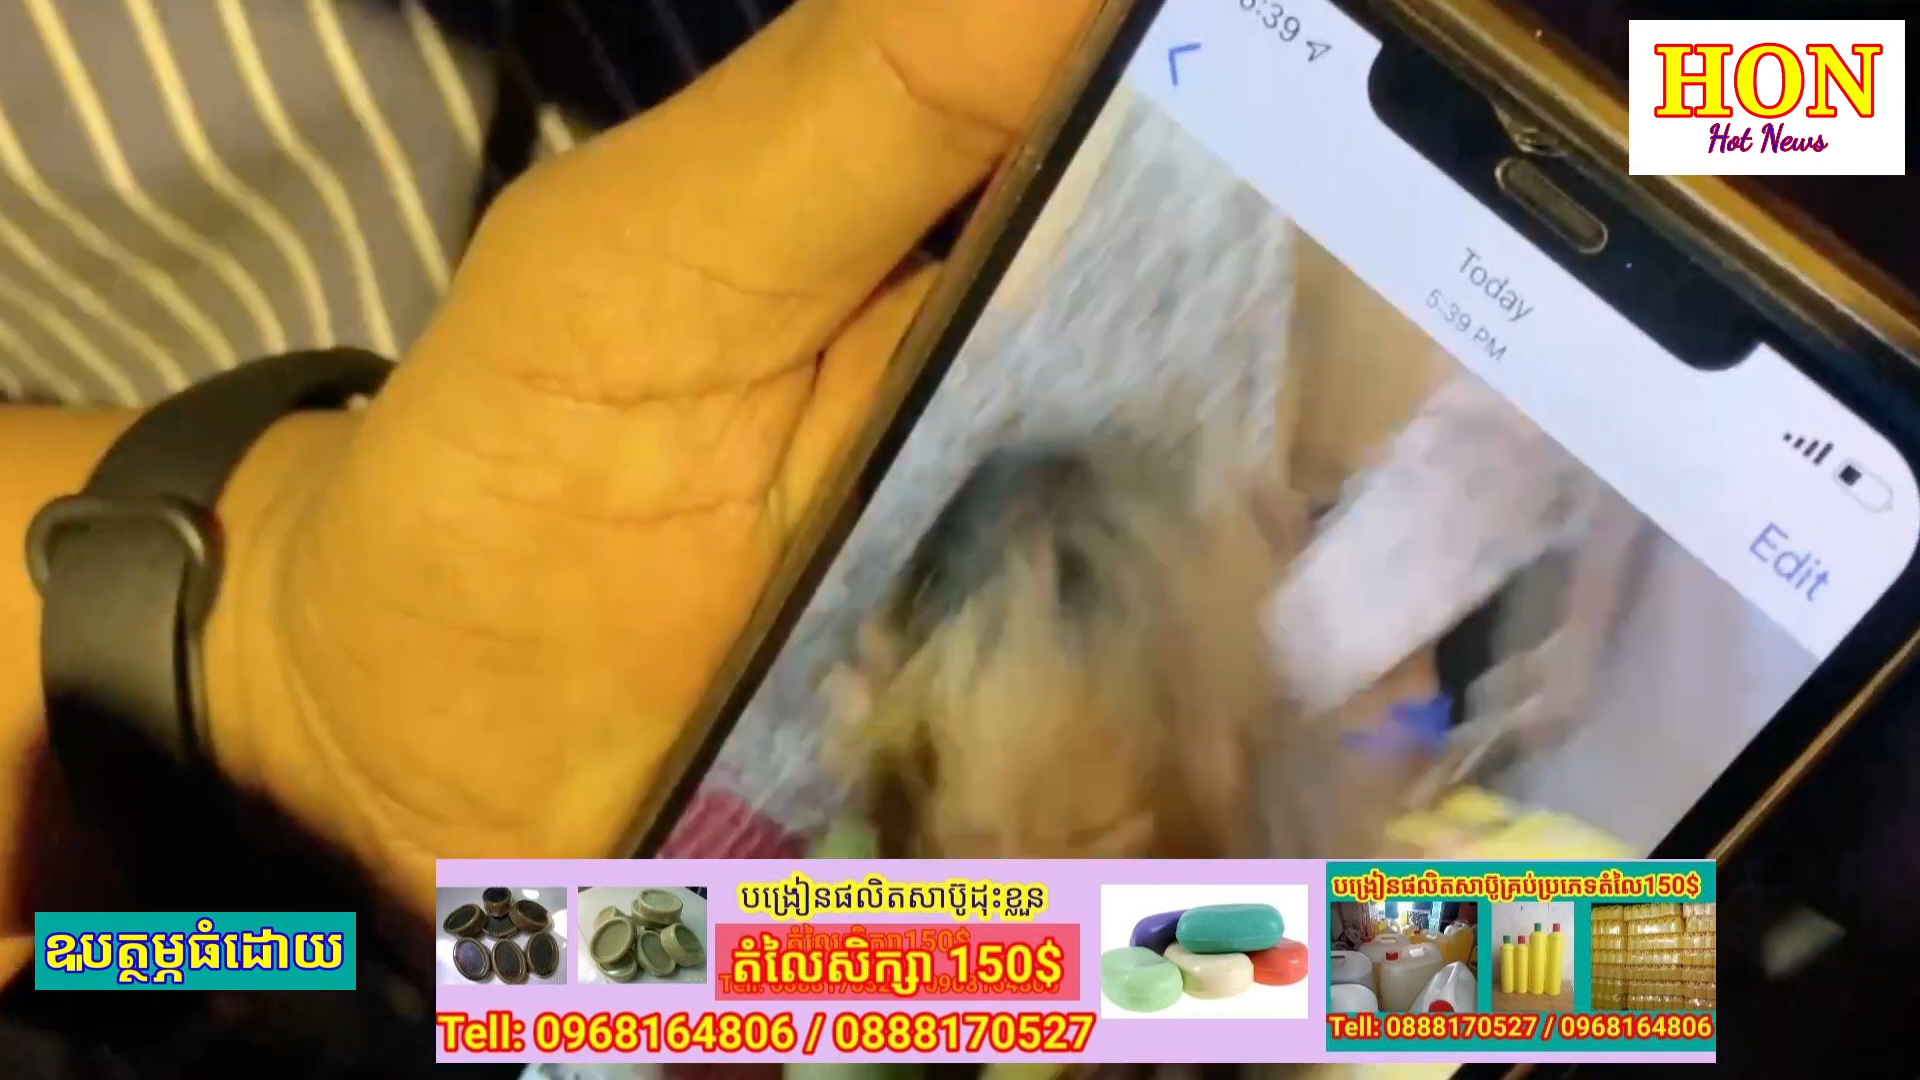 HON
Hot News
5:39
Today
5:39 PM
Edit
ឧបត្ថម្ភធំដោយ
បង្រៀនផលិតសាប៊ូដុះខ្លួន
តំលៃសិក្សា 150$
Tell: 0968164806 / 0888170527
បង្រៀនផលិតសាប៊ូគ្រប់ប្រភេទតំលៃ150$
Tell: 0888170527 / 0968164806